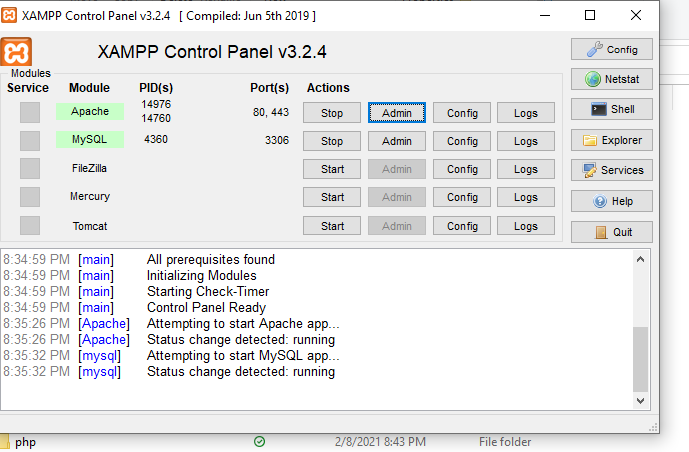 XAMPP Control Panel v3.2.4 [ Compiled: Jun 5th 2019 ]
XAMPP Control Panel v3.2.4
Config
Modules
Service Module PID(s) Port(s) Actions
Netstat
Apache 14976 14760 80, 443 Stop Admin Config Logs
Shell
MySQL 4360 3306 Stop Admin Config Logs
Explorer
FileZilla Start Admin Config Logs
Services
Mercury Start Admin Config Logs
Help
Tomcat Start Admin Config Logs
Quit
8:34:59 PM [main] All prerequisites found
8:34:59 PM [main] Initializing Modules
8:34:59 PM [main] Starting Check-Timer
8:34:59 PM [main] Control Panel Ready
8:35:26 PM [Apache] Attempting to start Apache app...
8:35:26 PM [Apache] Status change detected: running
8:35:32 PM [mysql] Attempting to start MySQL app...
8:35:32 PM [mysql] Status change detected: running
php 2/8/2021 8:43 PM File folder